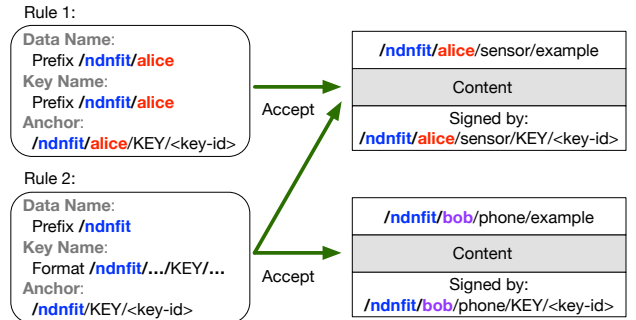 Rule 1:
Data Name:
Prefix /ndnfit/alice
Key Name:
Prefix /ndnfit/alice
Anchor:
/ndnfit/alice/KEY/<key-id>
Accept
/ndnfit/alice/sensor/example
Content
Signed by:
/ndnfit/alice/sensor/KEY/<key-id>
Rule 2:
Data Name:
Prefix /ndnfit
Key Name:
Format /ndnfit/.../KEY/...
Anchor:
/ndnfit/KEY/<key-id>
Accept
/ndnfit/bob/phone/example
Content
Signed by:
/ndnfit/bob/phone/KEY/<key-id>